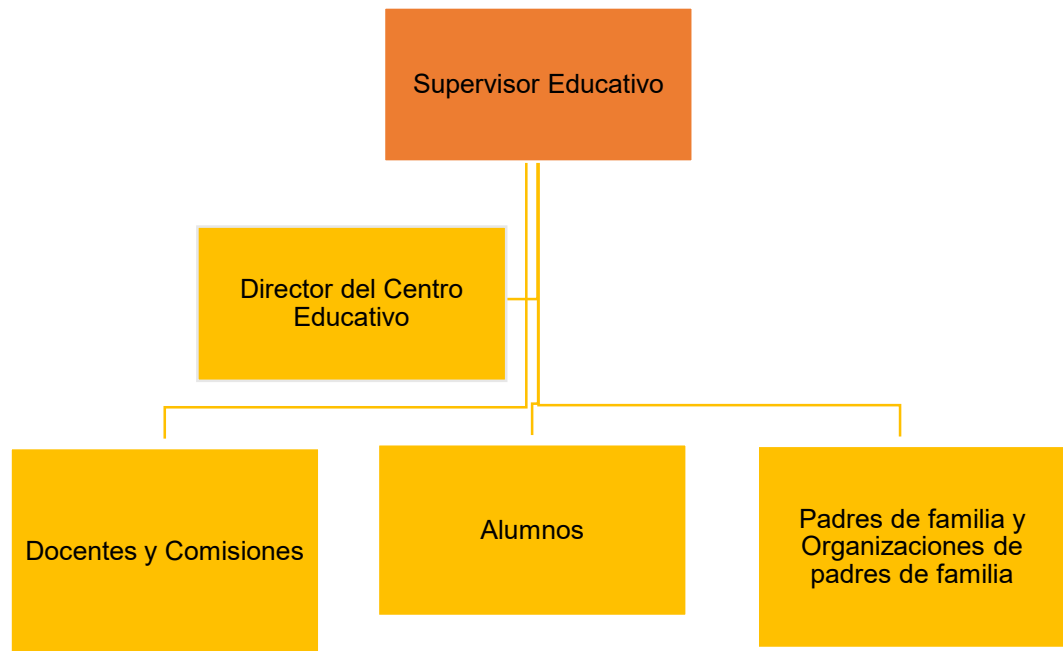 Supervisor Educativo
Director del Centro
Educativo
Docentes y Comisiones
Alumnos
Padres de familia y
Organizaciones de
padres de familia